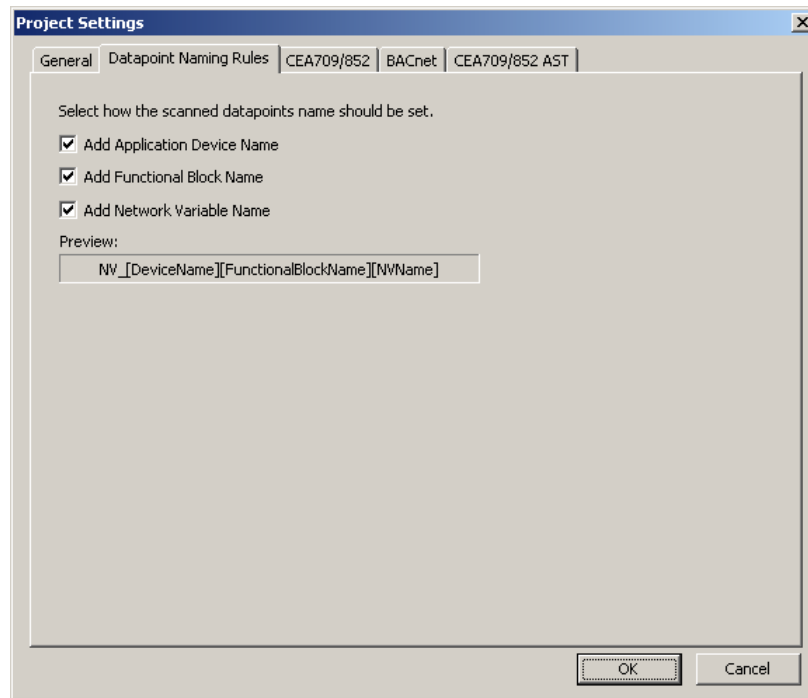 Project Settings
General Datapoint Naming Rules CEA709/852 BACnet CEA709/852 AST
Select how the scanned datapoints name should be set.
Add Application Device Name
Add Functional Block Name
Add Network Variable Name
Preview:
NV_[DeviceName][FunctionalBlockName][NVName]
OK Cancel